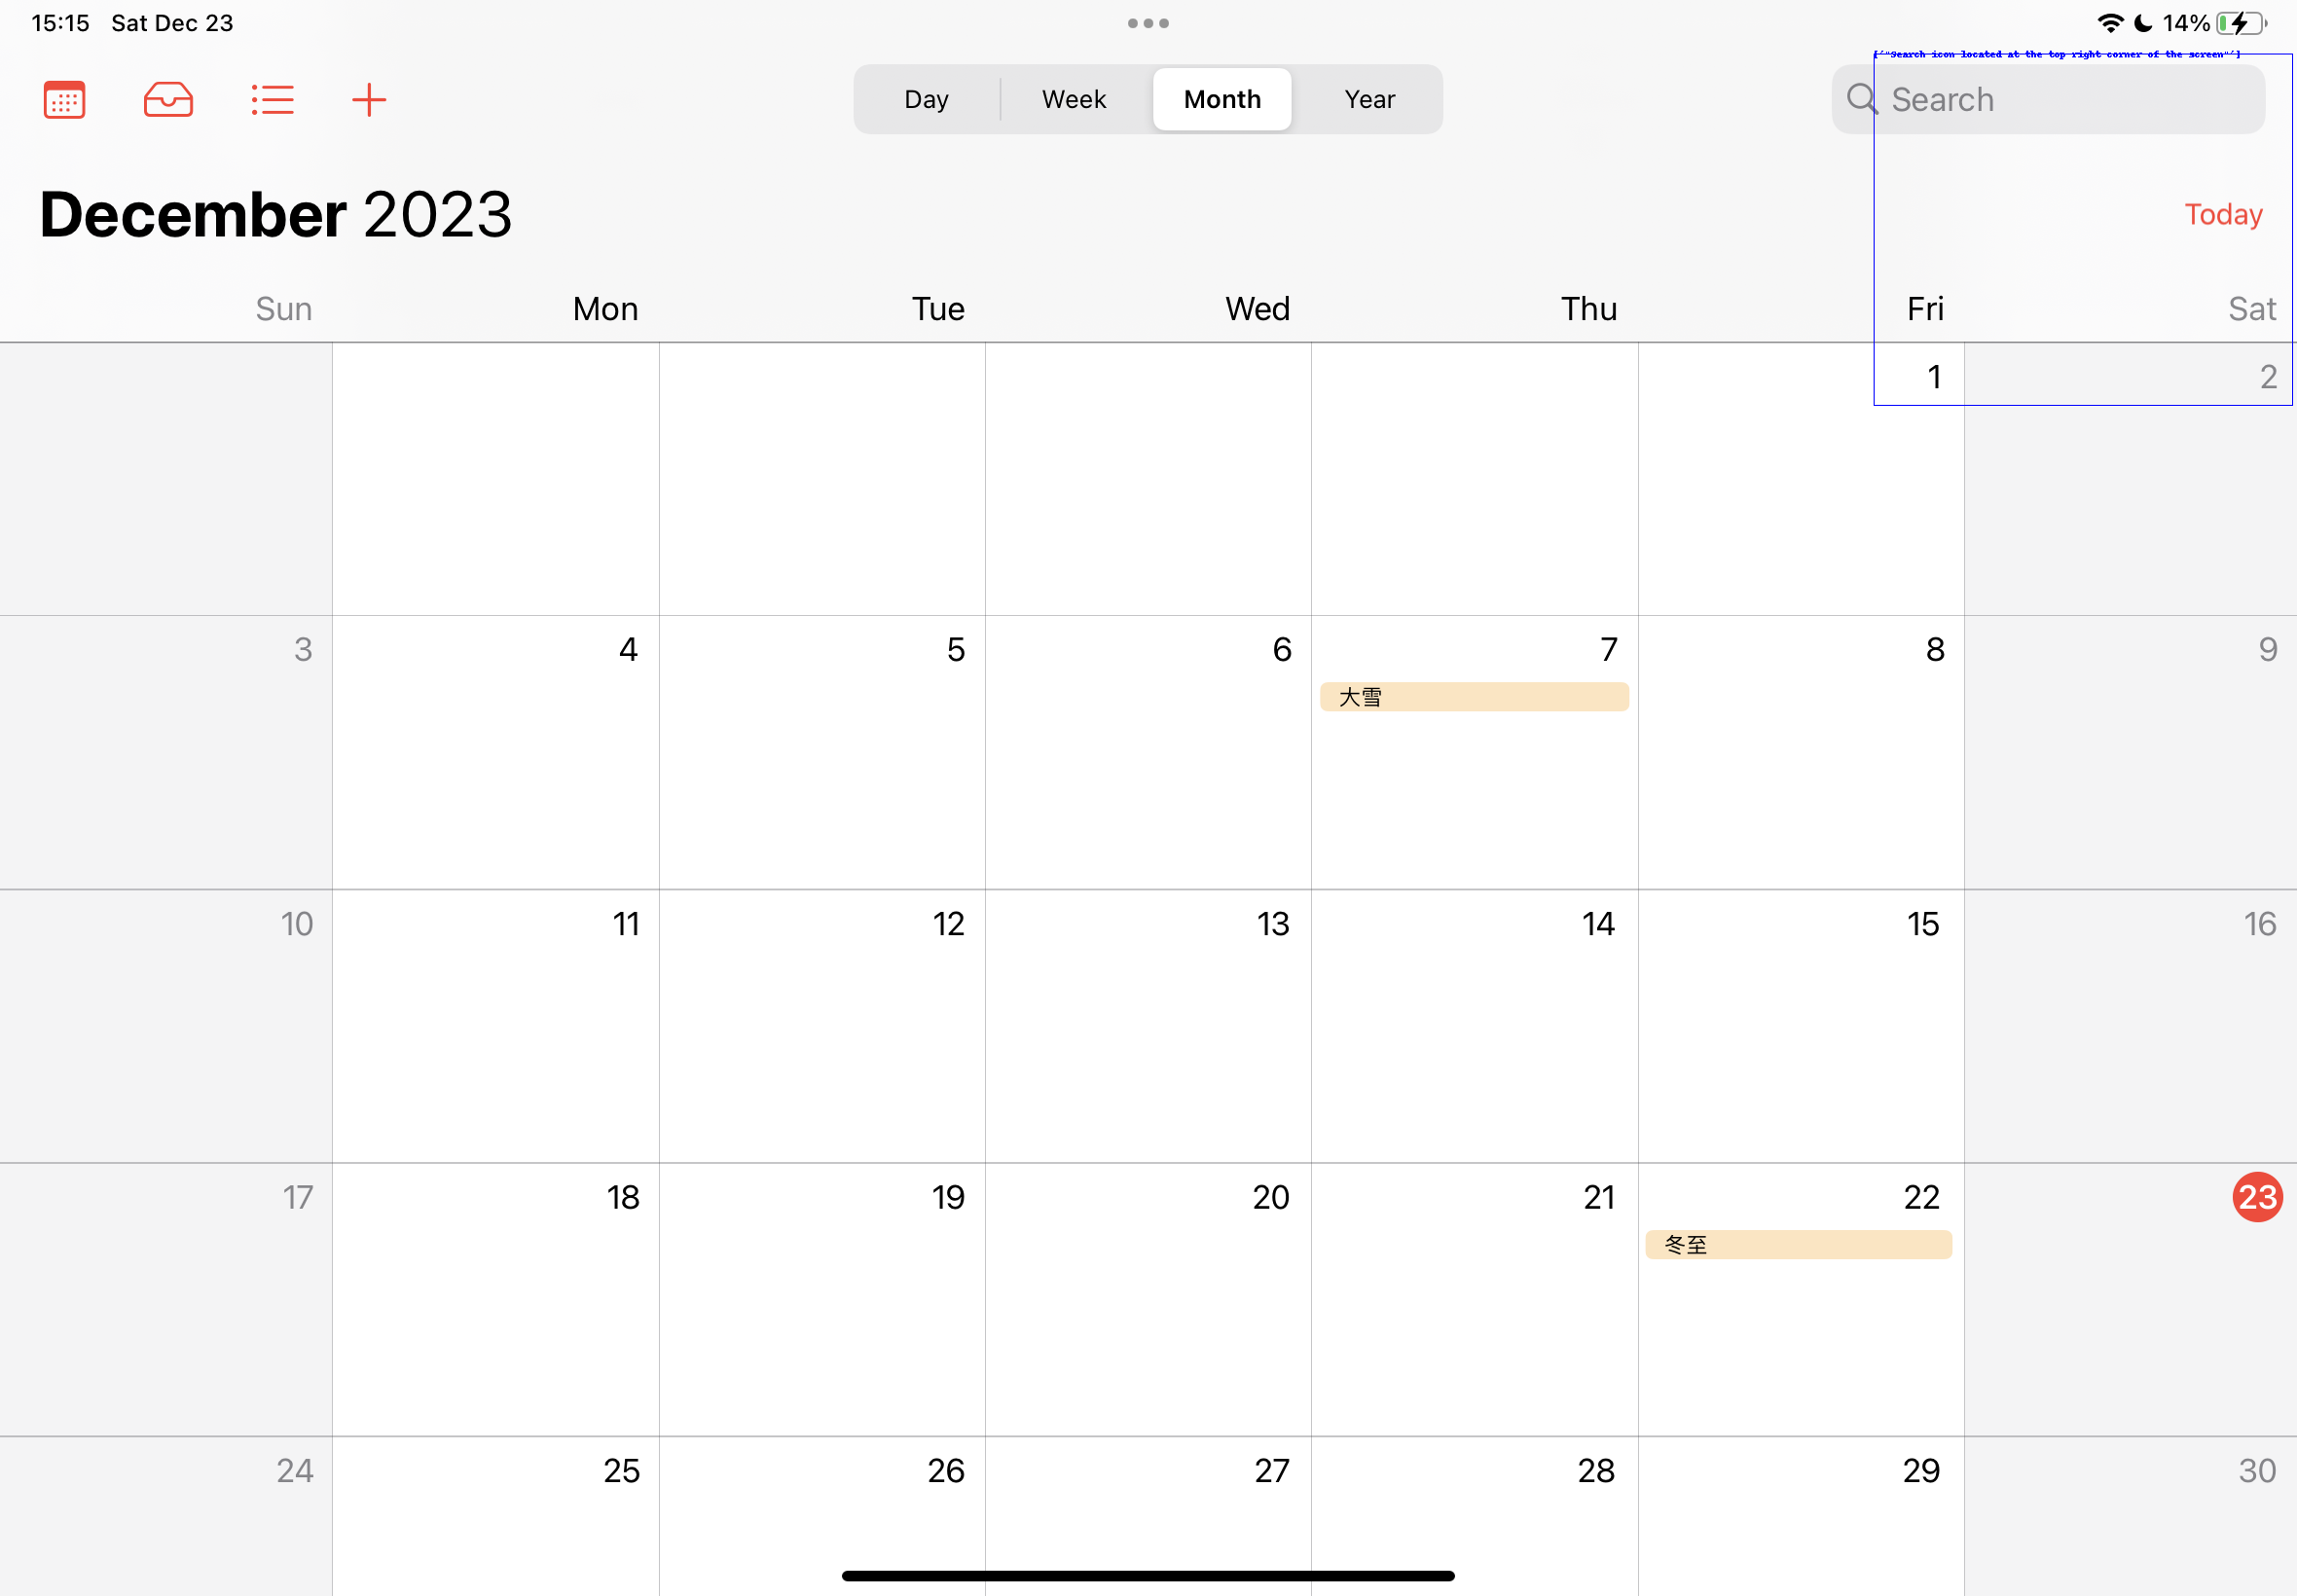 15:15 Sat Dec 23 14%
['"Search icon located at the top right corner of the screen"']
Day Week Month Year Search
December 2023 Today
Sun Mon Tue Wed Thu Fri Sat
1 2
3 4 5 6 7 8 9
大雪
10 11 12 13 14 15 16
17 18 19 20 21 22 23
冬至
24 25 26 27 28 29 30